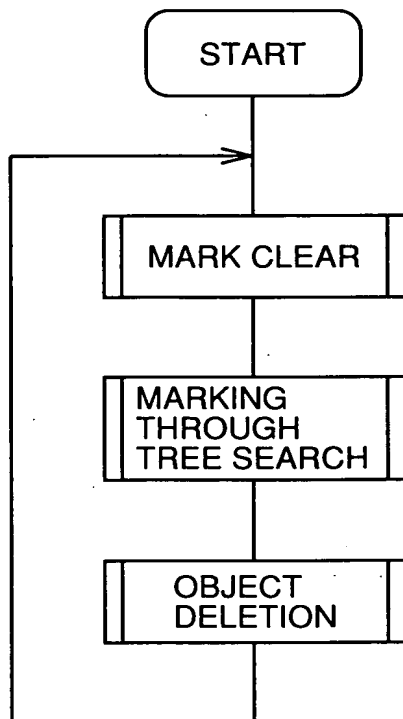 START
MARK CLEAR
MARKING
THROUGH
TREE SEARCH
OBJECT
DELETION